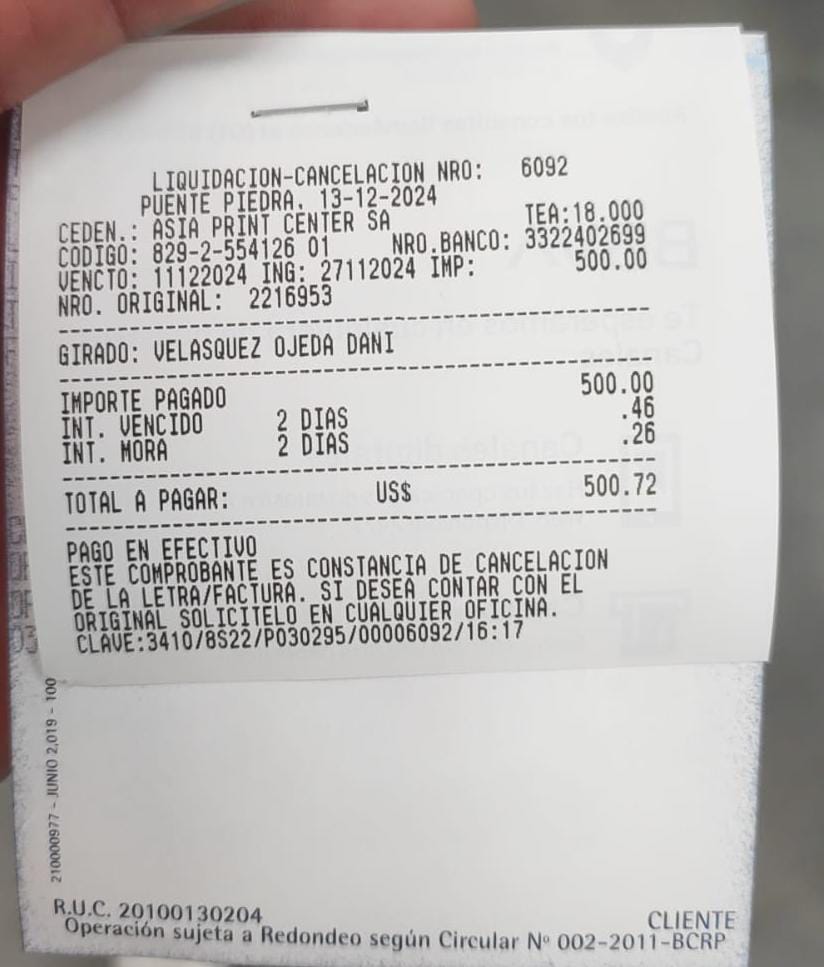 LIQUIDACION-CANCELACION NRO: 6092
PUENTE PIEDRA, 13-12-2024
CEDEN.: ASIA PRINT CENTER SA TEA:18.000
CODIGO: 829-2-554126 01 NRO.BANCO: 3322402699
VENCTO: 11122024 ING: 27112024 IMP: 500.00
NRO. ORIGINAL: 2216953
GIRADO: VELASQUEZ OJEDA DANI
IMPORTE PAGADO 500.00
INT. VENCIDO 2 DIAS .46
INT. MORA 2 DIAS .26
TOTAL A PAGAR: US$ 500.72
PAGO EN EFECTIVO
ESTE COMPROBANTE ES CONSTANCIA DE CANCELACION
DE LA LETRA/FACTURA. SI DESEA CONTAR CON EL
ORIGINAL SOLICITELO EN CUALQUIER OFICINA.
CLAVE:3410/8S22/P030295/00006092/16:17
210000977 - JUNIO 2,019 - 100
R.U.C. 20100130204
CLIENTE
Operación sujeta a Redondeo según Circular Nº 002-2011-BCRP